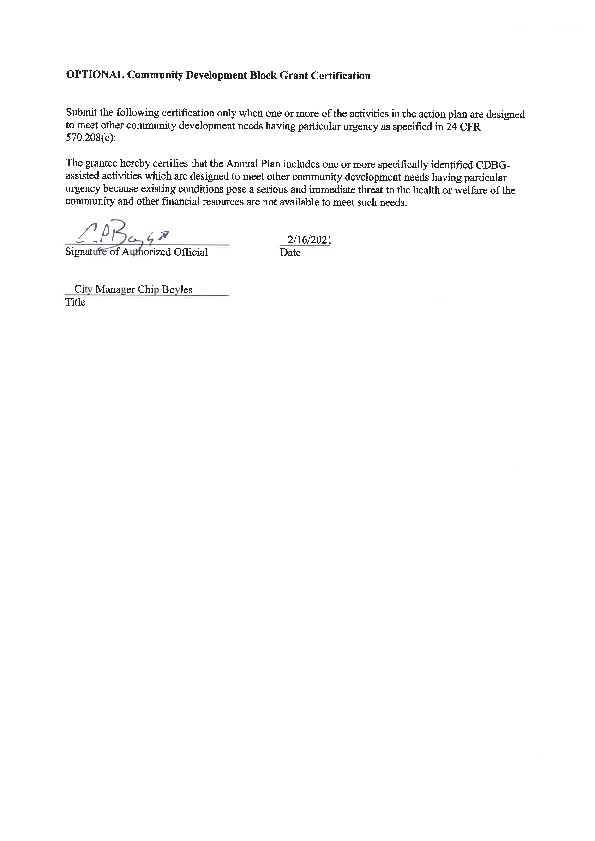 OPTIONAL Community Development Block Grant Certification
Submit the following certification only when one or more of the activities in the action plan are designed
to meet other community development needs having particular urgency as specified in 24 CFR
570.208(c):
The grantee hereby certifies that the Annual Plan includes one or more specifically identified CDBG-
assisted activities which are designed to meet other community development needs having particular
urgency because existing conditions pose a serious and immediate threat to the health or welfare of the
community and other financial resources are not available to meet such needs.
2/16/2021
Signature of Authorized Official Date
City Manager Chip Boyles
Title